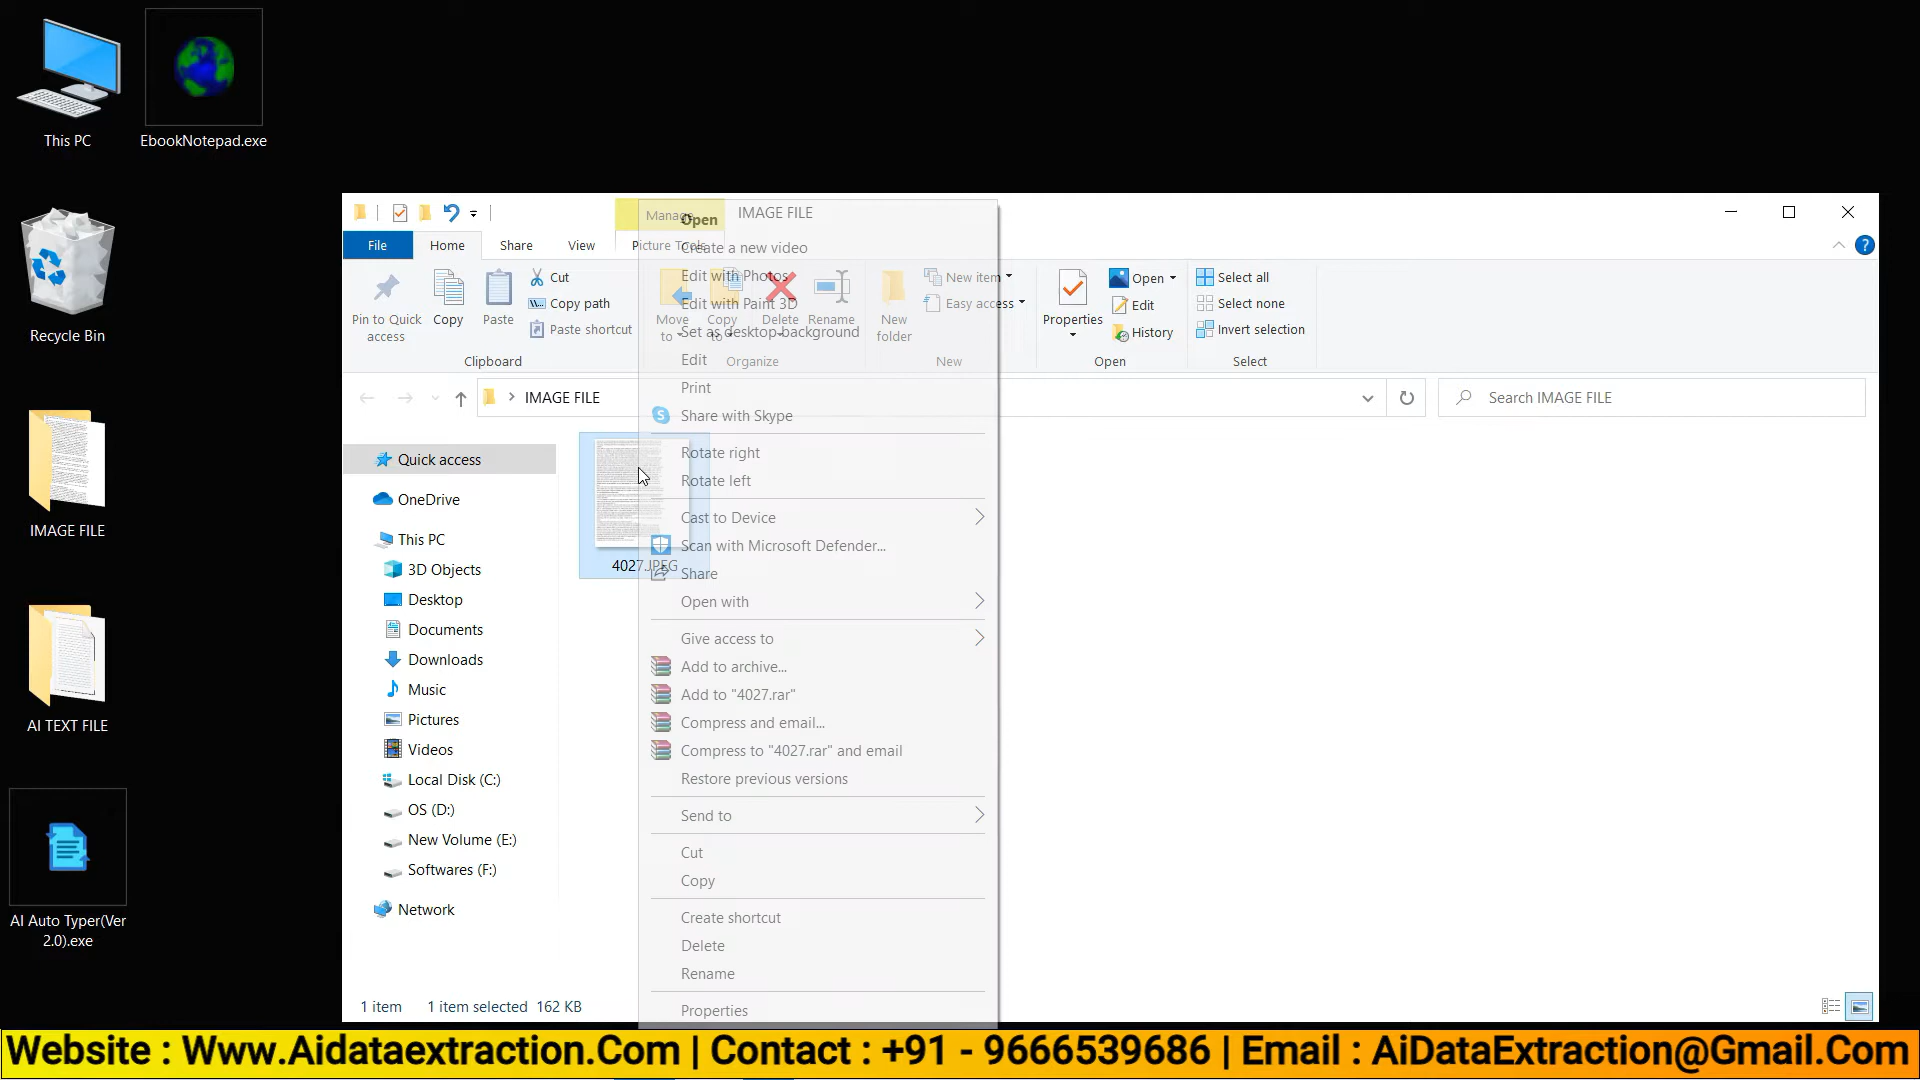 This PC
EbookNotepad.exe
Recycle Bin
IMAGE FILE
AI TEXT FILE
AI Auto Typer(Ver
2.0).exe
Manage
IMAGE FILE
File
Home
Share
View
Picture Tools
Pin to Quick
access
Copy
Paste
Cut
Copy path
Paste shortcut
Clipboard
Move
to
Copy
to
Delete
Rename
Organize
New
folder
New item
Easy access
New
Properties
Open
Edit
History
Open
Select all
Select none
Invert selection
Select
IMAGE FILE
Search IMAGE FILE
Quick access
OneDrive
This PC
3D Objects
Desktop
Documents
Downloads
Music
Pictures
Videos
Local Disk (C:)
OS (D:)
New Volume (E:)
Softwares (F:)
Network
4027.JPEG
Open
Create a new video
Edit with Photos
Edit with Paint 3D
Set as desktop background
Edit
Print
Share with Skype
Rotate right
Rotate left
Cast to Device
Scan with Microsoft Defender...
Share
Open with
Give access to
Add to archive...
Add to "4027.rar"
Compress and email...
Compress to "4027.rar" and email
Restore previous versions
Send to
Cut
Copy
Create shortcut
Delete
Rename
Properties
1 item
1 item selected 162 KB
Website : Www.Aidataextraction.Com | Contact : +91 - 9666539686 | Email : AiDataExtraction@Gmail.Com